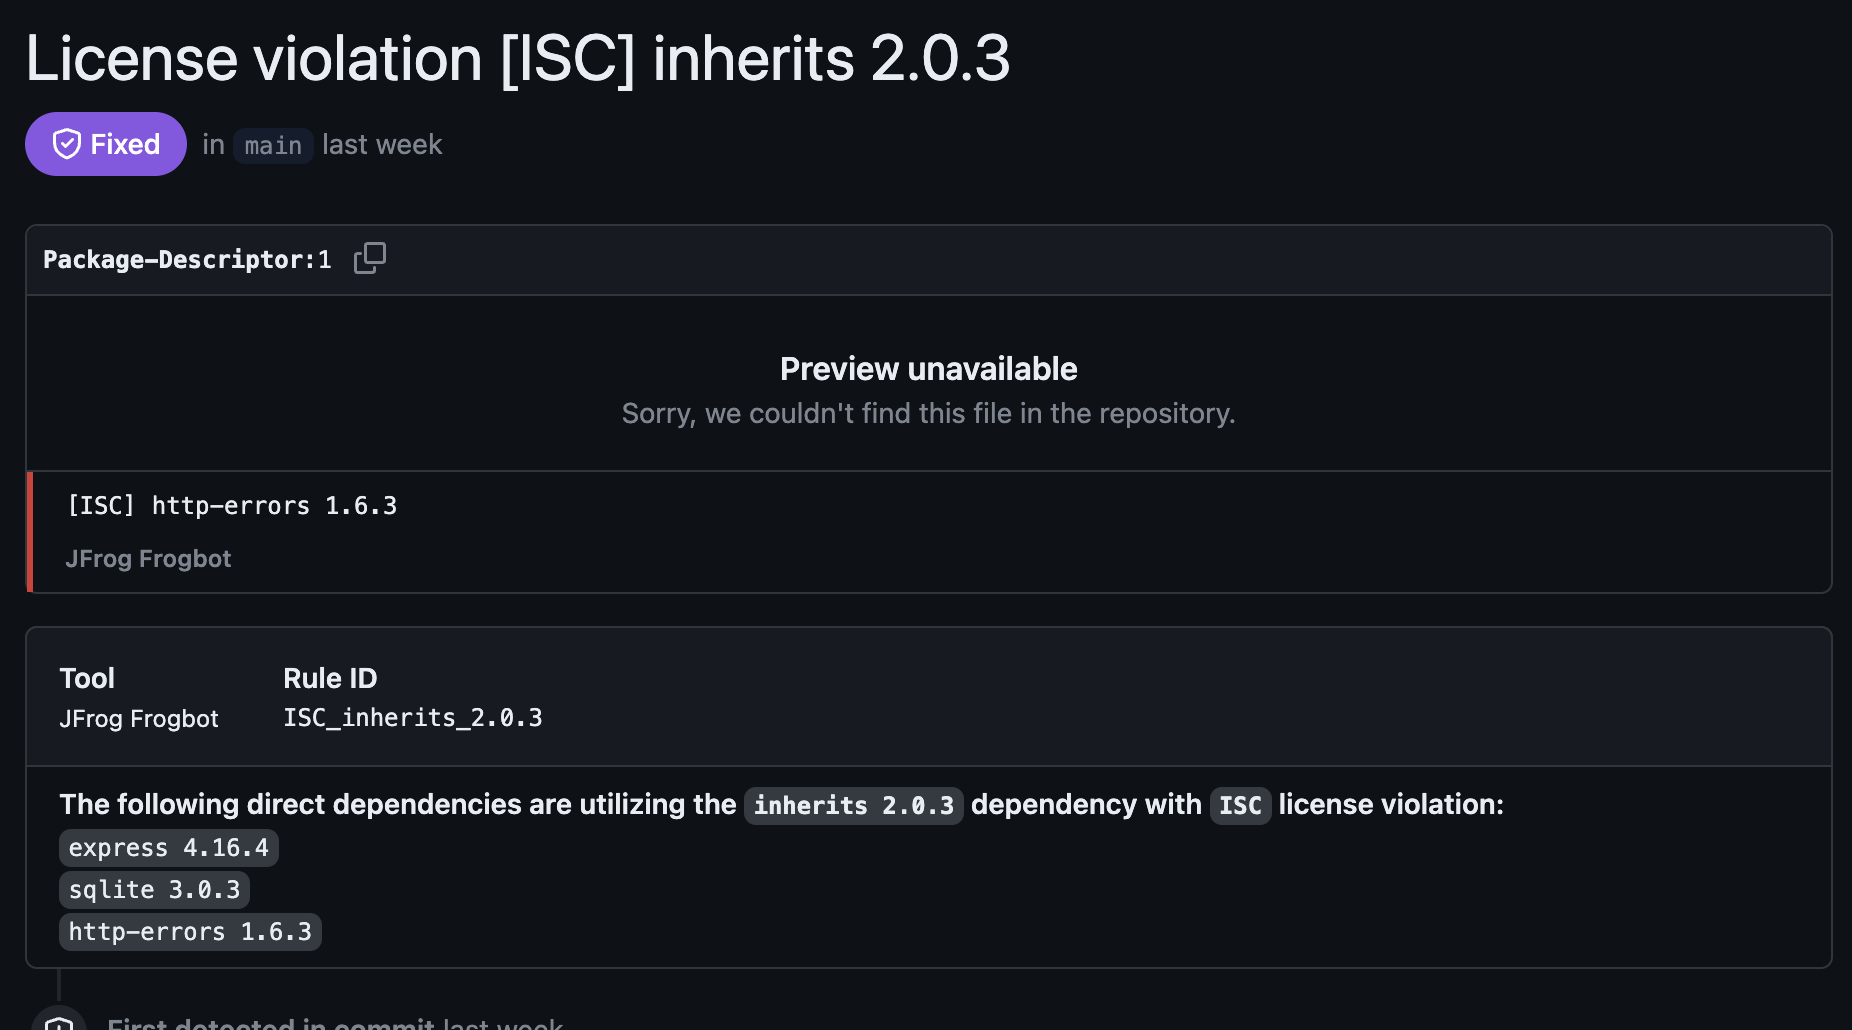 License violation [ISC] inherits 2.0.3
Fixed in main last week
Package-Descriptor:1
Preview unavailable
Sorry, we couldn't find this file in the repository.
[ISC] http-errors 1.6.3
JFrog Frogbot
Tool Rule ID
JFrog Frogbot ISC_inherits_2.0.3
The following direct dependencies are utilizing the inherits 2.0.3 dependency with ISC license violation:
express 4.16.4
sqlite 3.0.3
http-errors 1.6.3
First detected in commit last week